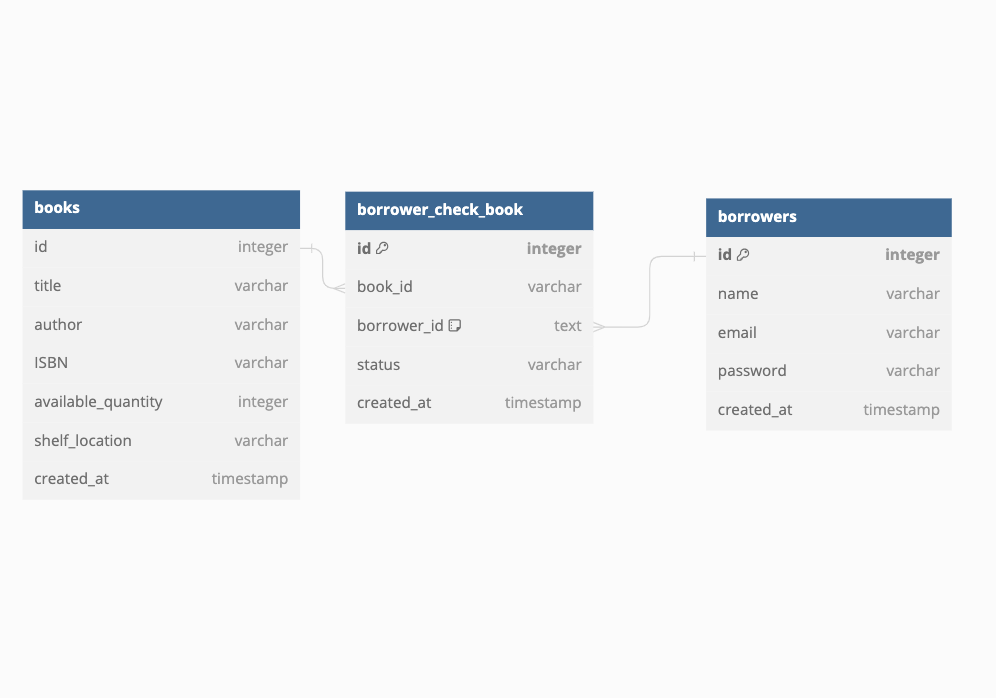 books
id integer
title varchar
author varchar
ISBN varchar
available_quantity integer
shelf_location varchar
created_at timestamp
borrower_check_book
id integer
book_id varchar
borrower_id text
status varchar
created_at timestamp
borrowers
id integer
name varchar
email varchar
password varchar
created_at timestamp